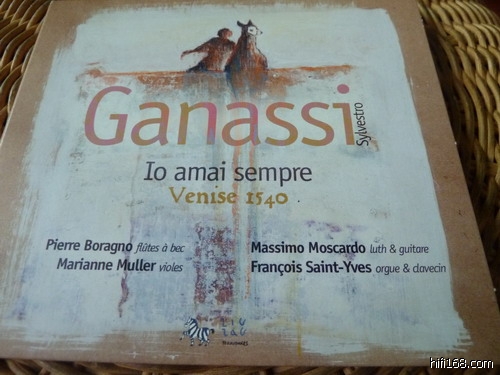 Ganassi
Sylvestro
Io amai sempre
Venise 1540
Pierre Boragno flûtes à bec
Marianne Muller violes
Massimo Moscardo luth & guitare
François Saint-Yves orgue & clavecin
hifi168.com